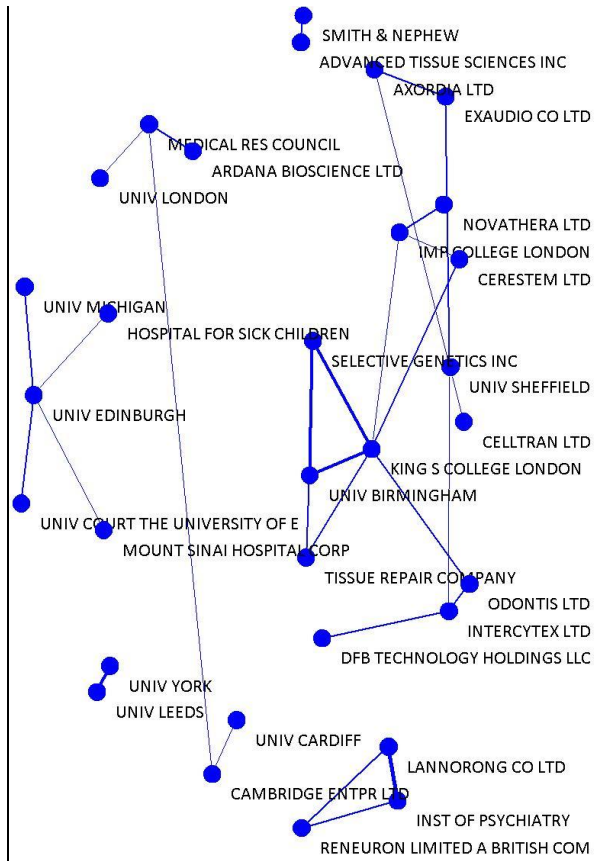 SMITH & NEPHEW
ADVANCED TISSUE SCIENCES INC
AXORDIA LTD
EXAUDIO CO LTD
MEDICAL RES COUNCIL
ARDANA BIOSCIENCE LTD
UNIV LONDON
NOVATHERA LTD
IMP COLLEGE LONDON
CERESTEM LTD
UNIV MICHIGAN
HOSPITAL FOR SICK CHILDREN
SELECTIVE GENETICS INC
UNIV SHEFFIELD
UNIV EDINBURGH
CELLTRAN LTD
KING S COLLEGE LONDON
UNIV BIRMINGHAM
UNIV COURT THE UNIVERSITY OF E
MOUNT SINAI HOSPITAL CORP
TISSUE REPAIR COMPANY
ODONTIS LTD
INTERCYTEX LTD
DFB TECHNOLOGY HOLDINGS LLC
UNIV YORK
UNIV LEEDS
UNIV CARDIFF
LANNORONG CO LTD
CAMBRIDGE ENTPR LTD
INST OF PSYCHIATRY
RENEURON LIMITED A BRITISH COM